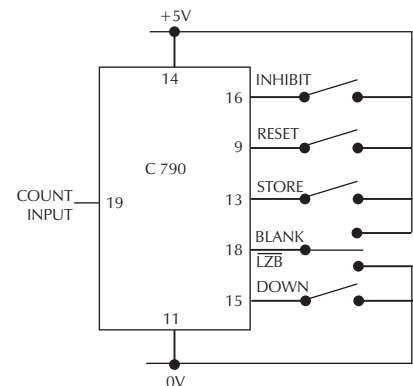 +5V
14
INHIBIT
16
RESET
9
C 790
STORE
13
COUNT
INPUT
19
BLANK
18
LZB
DOWN
15
11
0V